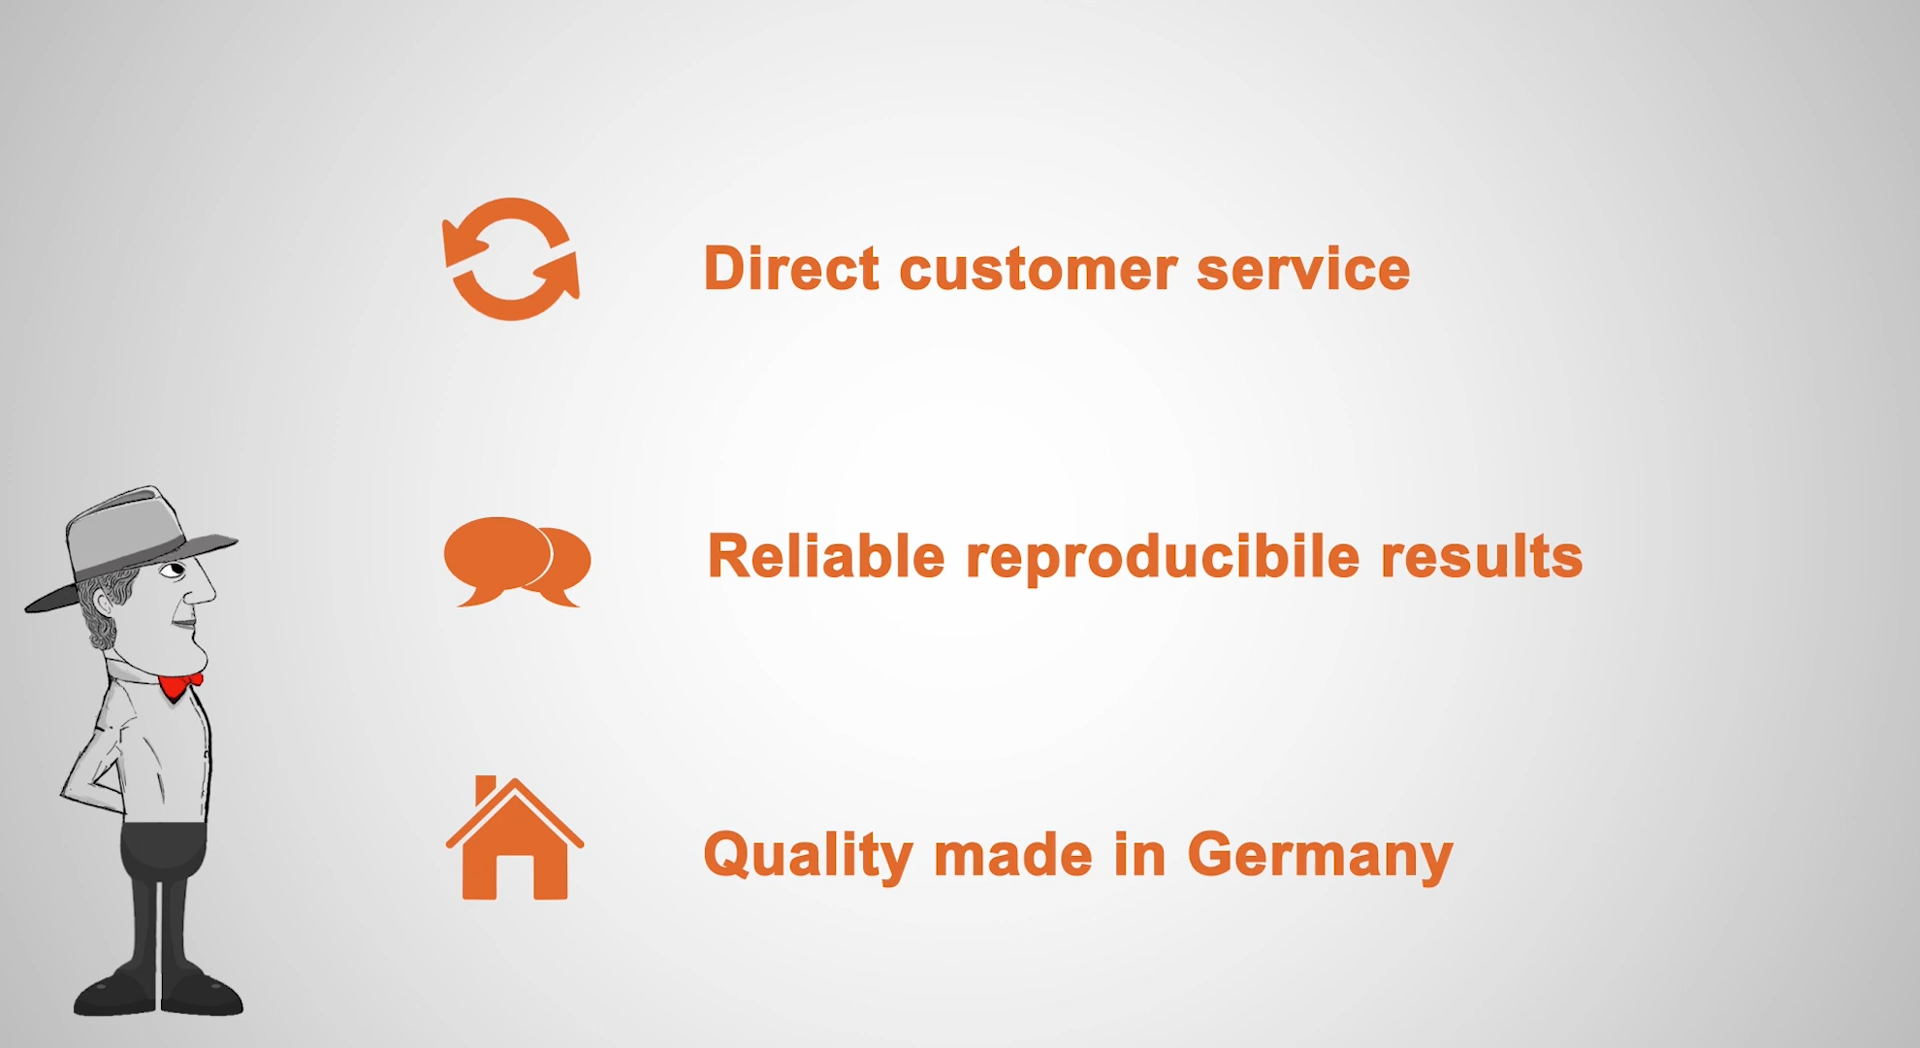 Direct customer service
Reliable reproducibile results
Quality made in Germany